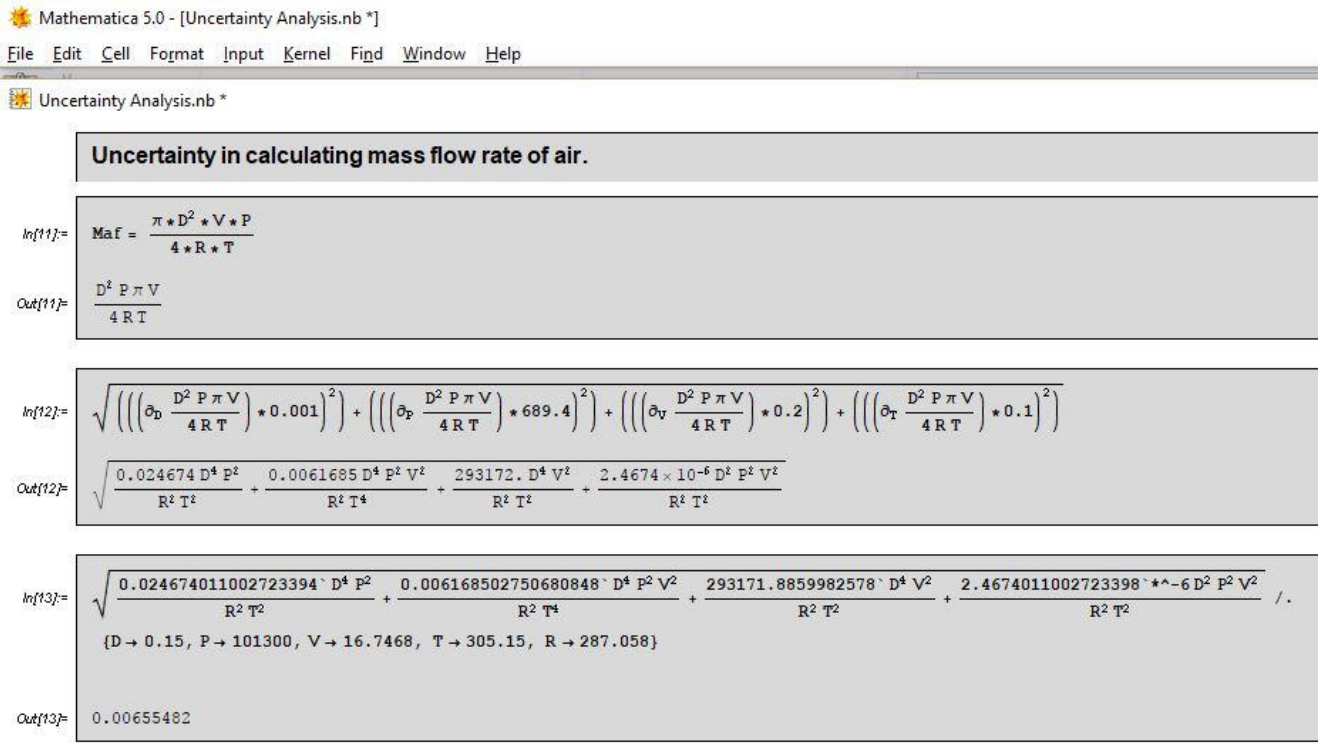 Mathematica 5.0 - [Uncertainty Analysis.nb *]
File Edit Cell Format Input Kernel Find Window Help
Uncertainty Analysis.nb *
Uncertainty in calculating mass flow rate of air.
In[11]:= Maf = (π*D² *V*P)/(4*R*T)
Out[11]= (D² P π V)/(4 R T)
In[12]:= √((((∂D (D² P π V)/(4 R T))*0.001)²) + (((∂P (D² P π V)/(4 R T))*689.4)²) + (((∂V (D² P π V)/(4 R T))*0.2)²) + (((∂T (D² P π V)/(4 R T))*0.1)²))
Out[12]= √((0.024674 D⁴ P²)/(R² T²) + (0.0061685 D⁴ P² V²)/(R² T⁴) + (293172. D⁴ V²)/(R² T²) + (2.4674×10⁻⁶ D² P² V²)/(R² T²))
In[13]:= √((0.024674011002723394` D⁴ P²)/(R² T²) + (0.006168502750680848` D⁴ P² V²)/(R² T⁴) + (293171.8859982578` D⁴ V²)/(R² T²) + (2.4674011002723398`*^-6 D² P² V²)/(R² T²)) /.
{D → 0.15, P → 101300, V → 16.7468, T → 305.15, R → 287.058}
Out[13]= 0.00655482